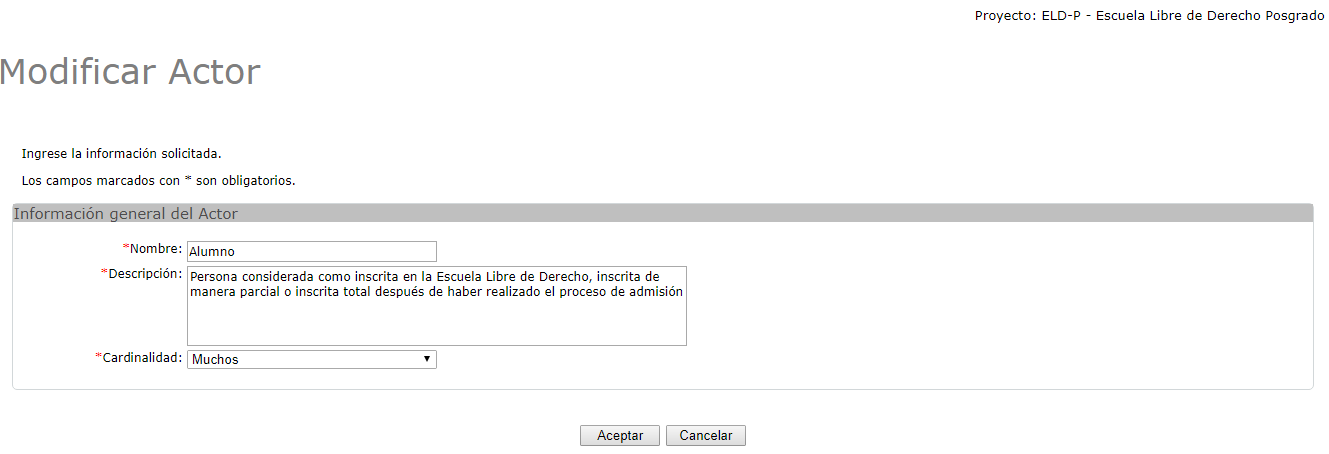 Proyecto: ELD-P - Escuela Libre de Derecho Posgrado
Modificar Actor
Ingrese la información solicitada.
Los campos marcados con * son obligatorios.
Información general del Actor
*Nombre: Alumno
*Descripción: Persona considerada como inscrita en la Escuela Libre de Derecho, inscrita de
manera parcial o inscrita total después de haber realizado el proceso de admisión
*Cardinalidad: Muchos
Aceptar Cancelar